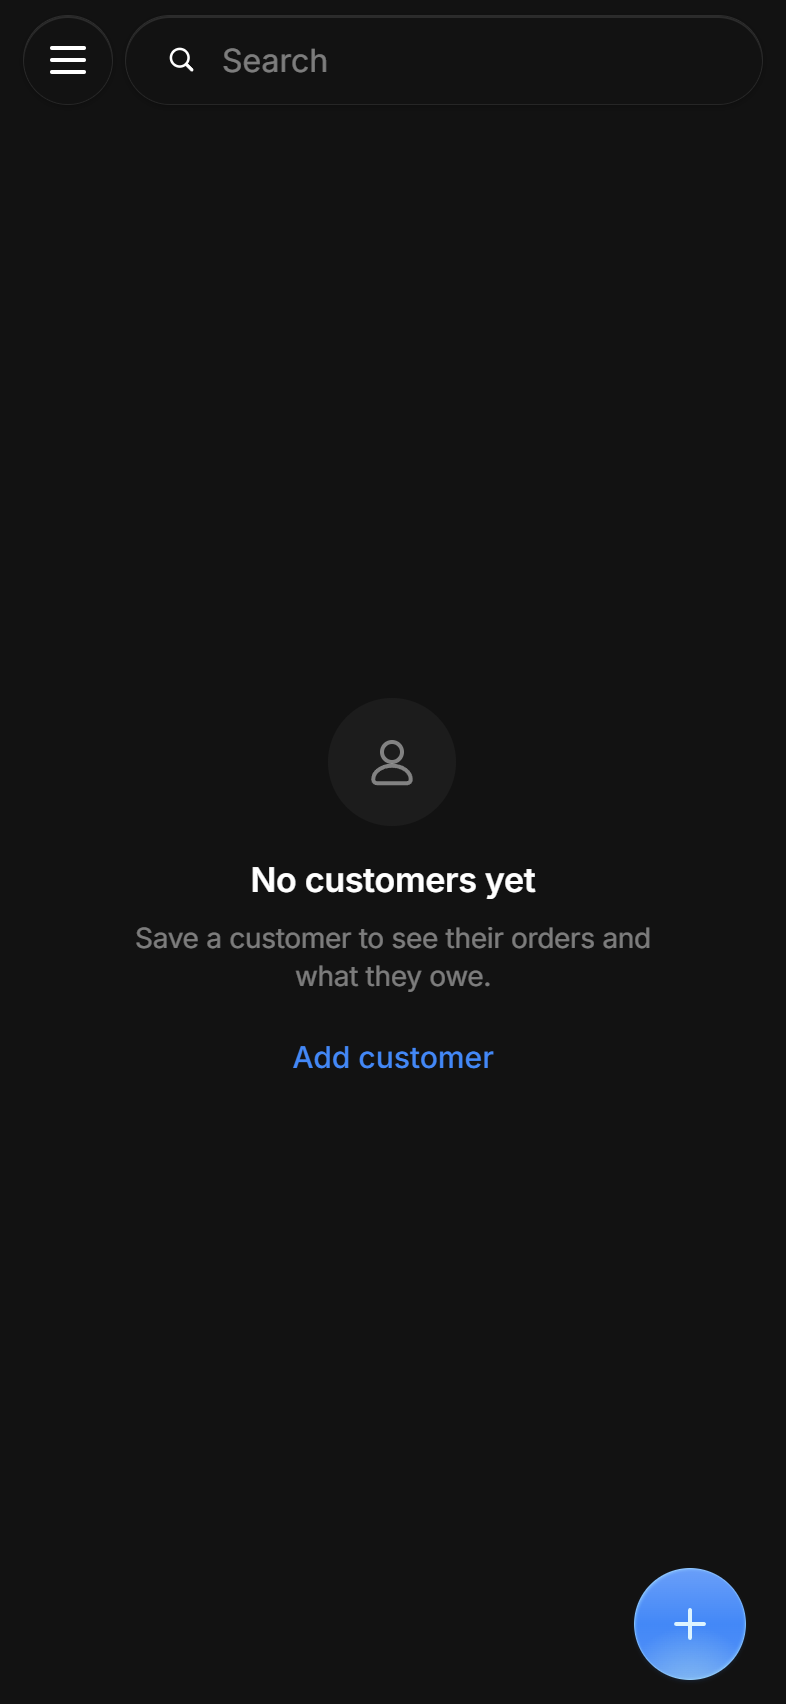 Search
No customers yet
Save a customer to see their orders and
what they owe.
Add customer